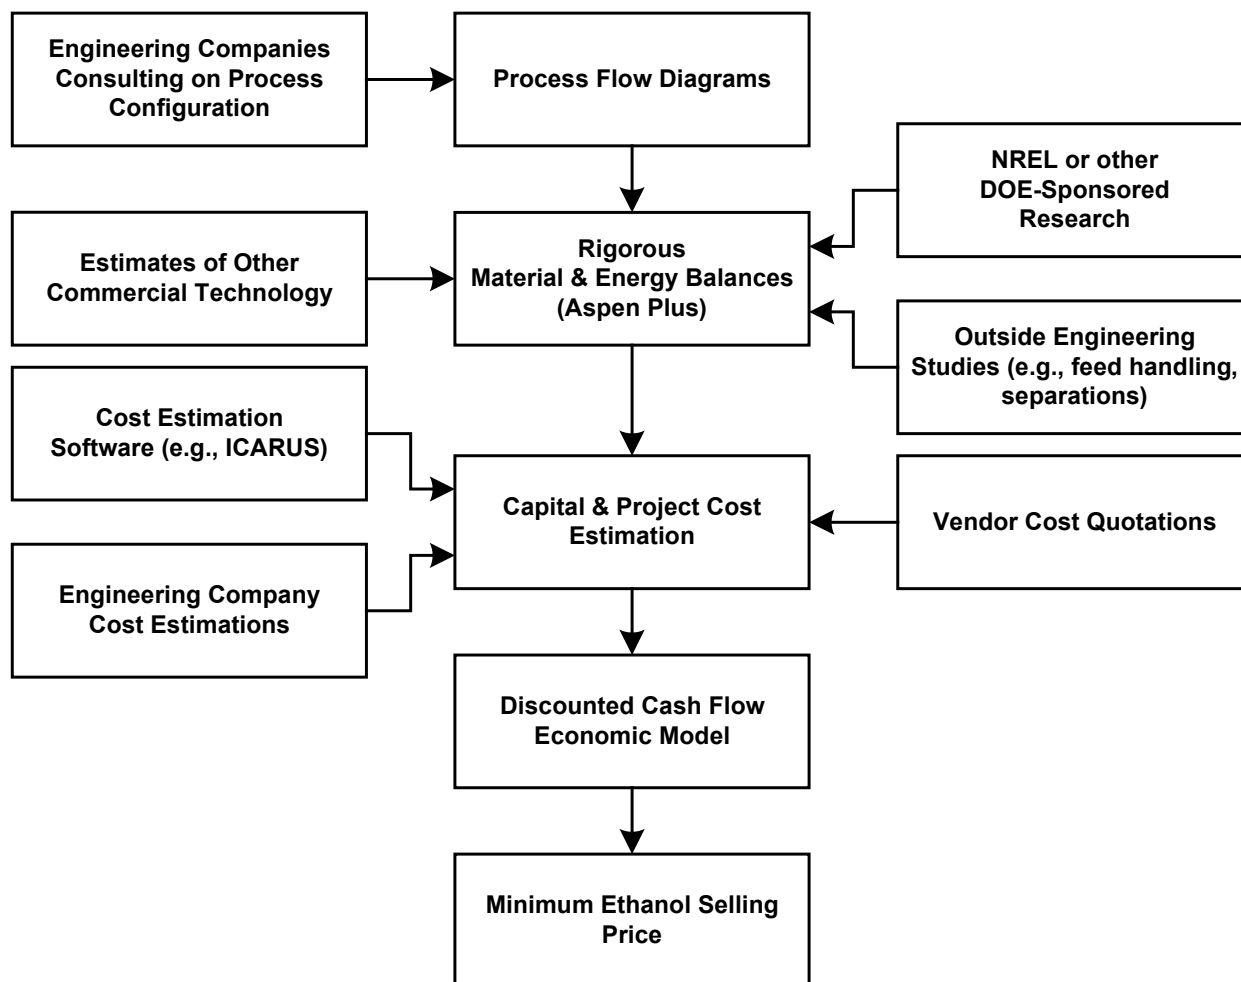 Engineering Companies
Consulting on Process
Configuration
Process Flow Diagrams
NREL or other
DOE-Sponsored
Research
Estimates of Other
Commercial Technology
Rigorous
Material & Energy Balances
(Aspen Plus)
Outside Engineering
Studies (e.g., feed handling,
separations)
Cost Estimation
Software (e.g., ICARUS)
Capital & Project Cost
Estimation
Vendor Cost Quotations
Engineering Company
Cost Estimations
Discounted Cash Flow
Economic Model
Minimum Ethanol Selling
Price